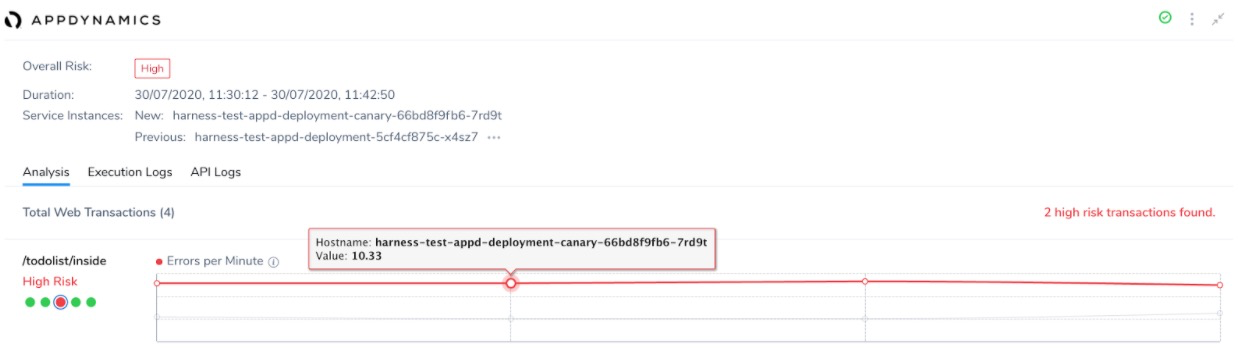 APPDYNAMICS
Overall Risk: High
Duration: 30/07/2020, 11:30:12 - 30/07/2020, 11:42:50
Service Instances: New: harness-test-appd-deployment-canary-66bd8f9fb6-7rd9t
Previous: harness-test-appd-deployment-5cf4cf875c-x4sz7 ···
Analysis Execution Logs API Logs
Total Web Transactions (4) 2 high risk transactions found.
Hostname: harness-test-appd-deployment-canary-66bd8f9fb6-7rd9t
Value: 10.33
/todolist/inside Errors per Minute
High Risk